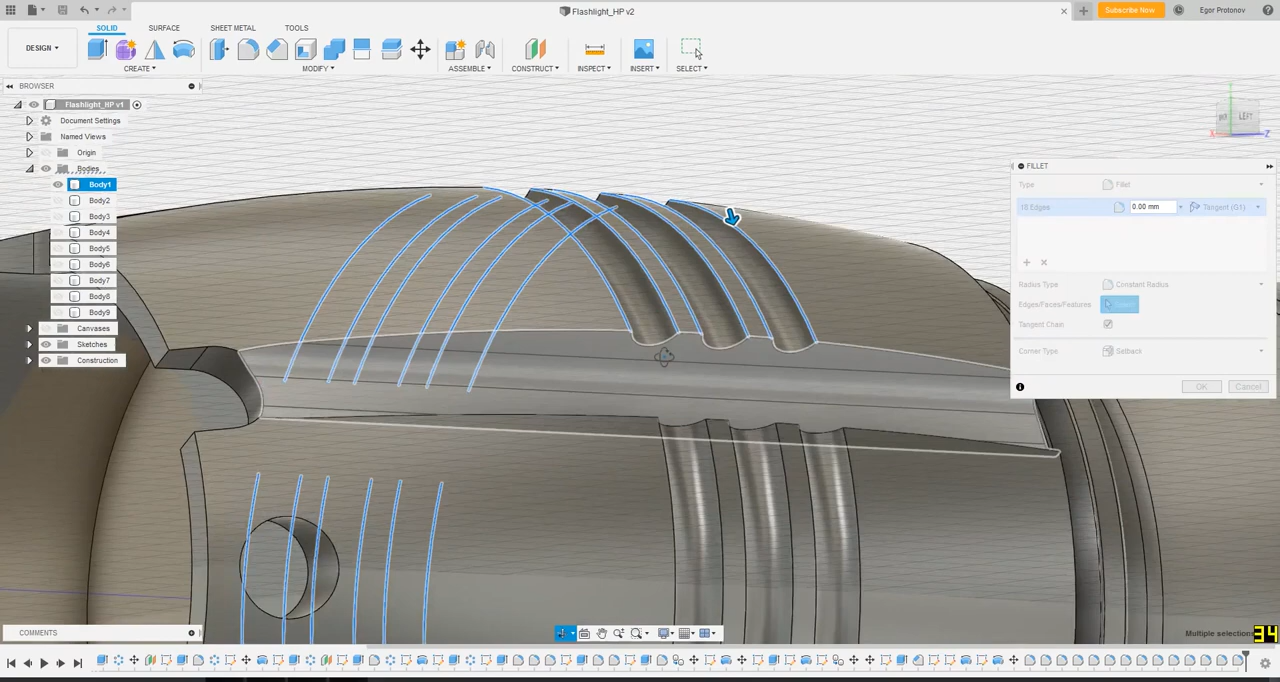 Flashlight_HP v2
Subscribe Now
Egor Protonov
DESIGN
SOLID
SURFACE
SHEET METAL
TOOLS
CREATE
MODIFY
ASSEMBLE
CONSTRUCT
INSPECT
INSERT
SELECT
BROWSER
Flashlight_HP v1
Document Settings
Named Views
Origin
Bodies
Body1
Body2
Body3
Body4
Body5
Body6
Body7
Body8
Body9
Canvases
Sketches
Construction
LEFT
FILLET
Type
Fillet
18 Edges
0.00 mm
Tangent (G1)
Radius Type
Constant Radius
Edges/Faces/Features
Select
Tangent Chain
Corner Type
Setback
OK
Cancel
X
Z
COMMENTS
Multiple selection
34